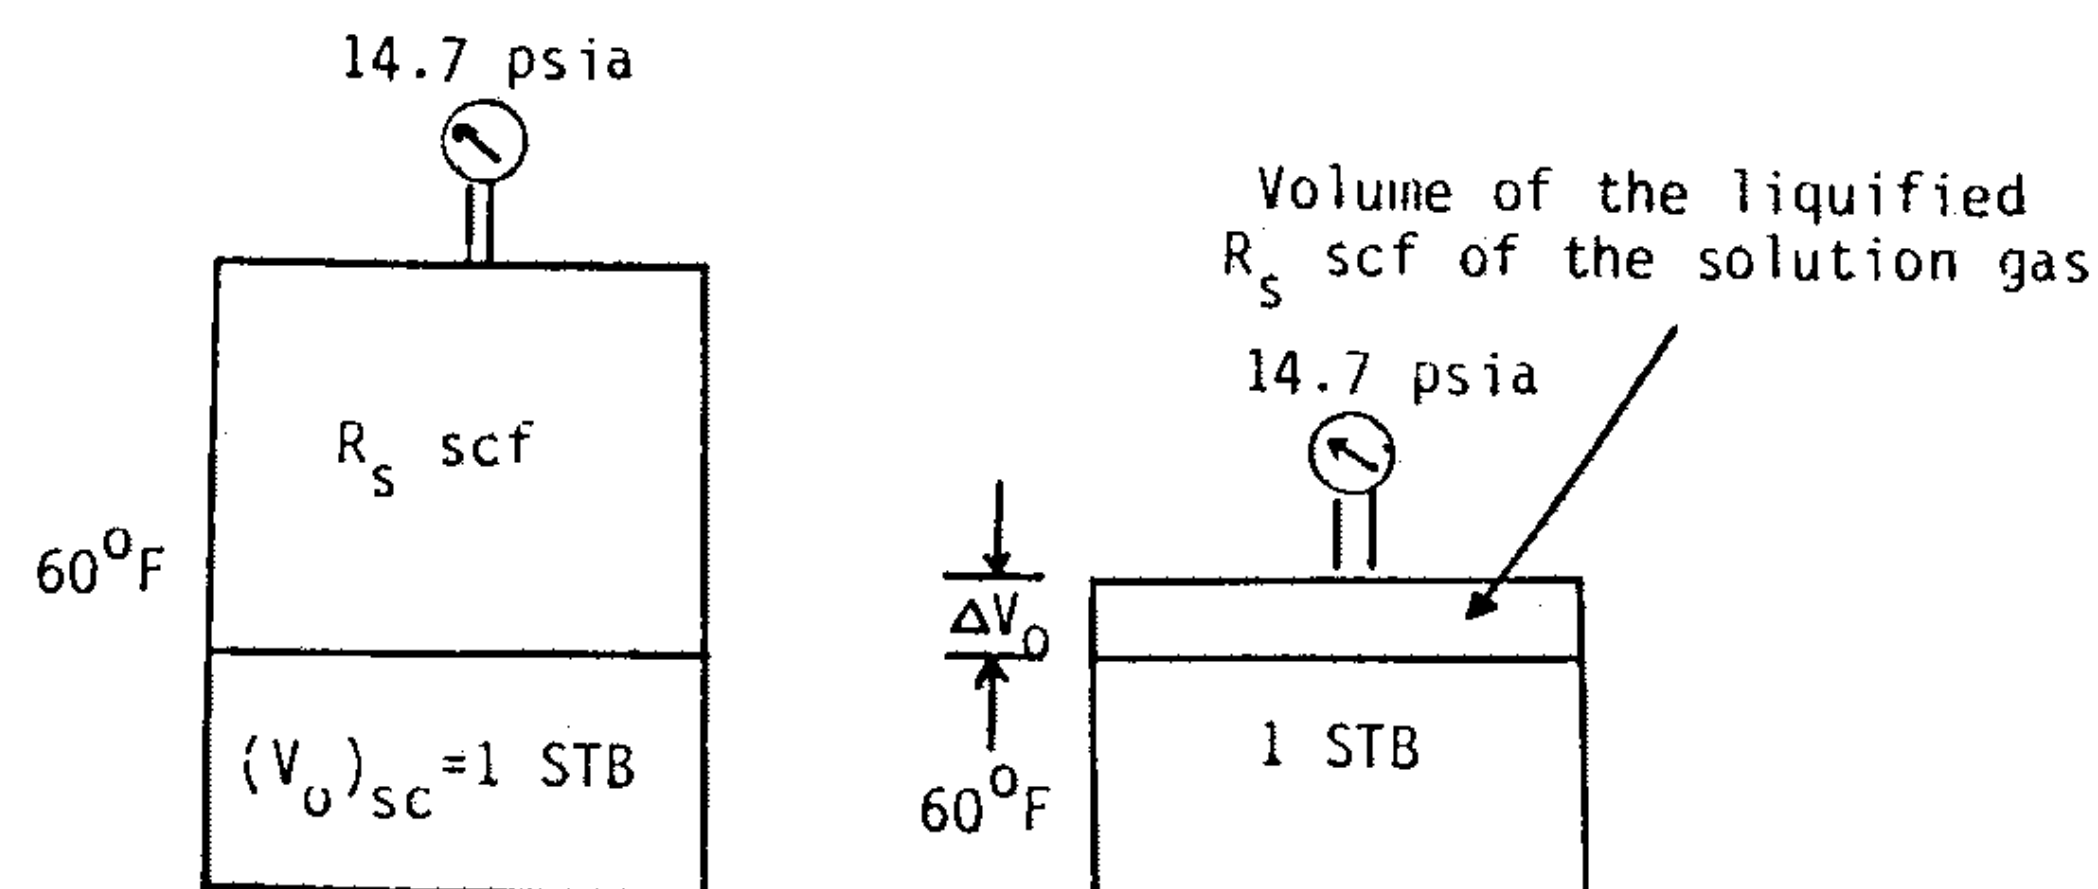 14.7 psia
R_s scf
60°F
(V_o)_sc=1 STB
Volume of the liquified
R_s scf of the solution gas
14.7 psia
ΔV_o
1 STB
60°F